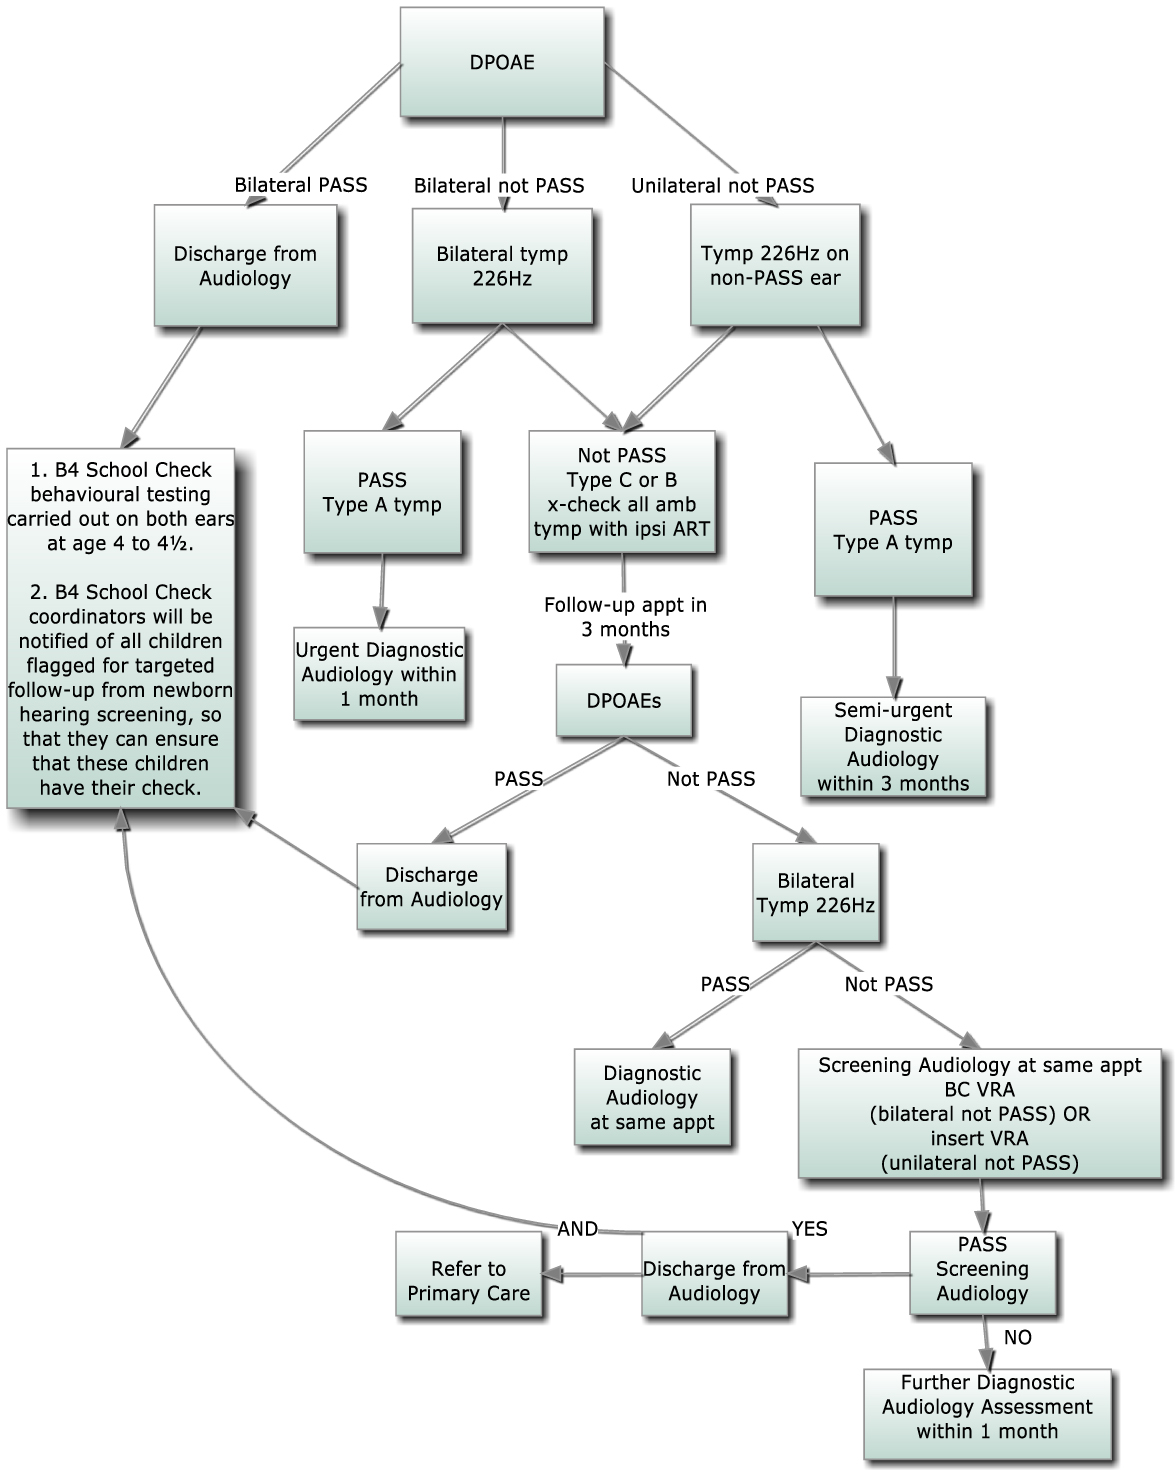 DPOAE
Bilateral PASS
Bilateral not PASS
Unilateral not PASS
Discharge from
Audiology
Bilateral tymp
226Hz
Tymp 226Hz on
non-PASS ear
1. B4 School Check
behavioural testing
carried out on both ears
at age 4 to 4½.
2. B4 School Check
coordinators will be
notified of all children
flagged for targeted
follow-up from newborn
hearing screening, so
that they can ensure
that these children
have their check.
PASS
Type A tymp
Not PASS
Type C or B
x-check all amb
tymp with ipsi ART
PASS
Type A tymp
Urgent Diagnostic
Audiology within
1 month
Follow-up appt in
3 months
DPOAEs
Semi-urgent
Diagnostic
Audiology
within 3 months
PASS
Not PASS
Discharge
from Audiology
Bilateral
Tymp 226Hz
PASS
Not PASS
Diagnostic
Audiology
at same appt
Screening Audiology at same appt
BC VRA
(bilateral not PASS) OR
insert VRA
(unilateral not PASS)
AND
YES
Refer to
Primary Care
Discharge from
Audiology
PASS
Screening
Audiology
NO
Further Diagnostic
Audiology Assessment
within 1 month